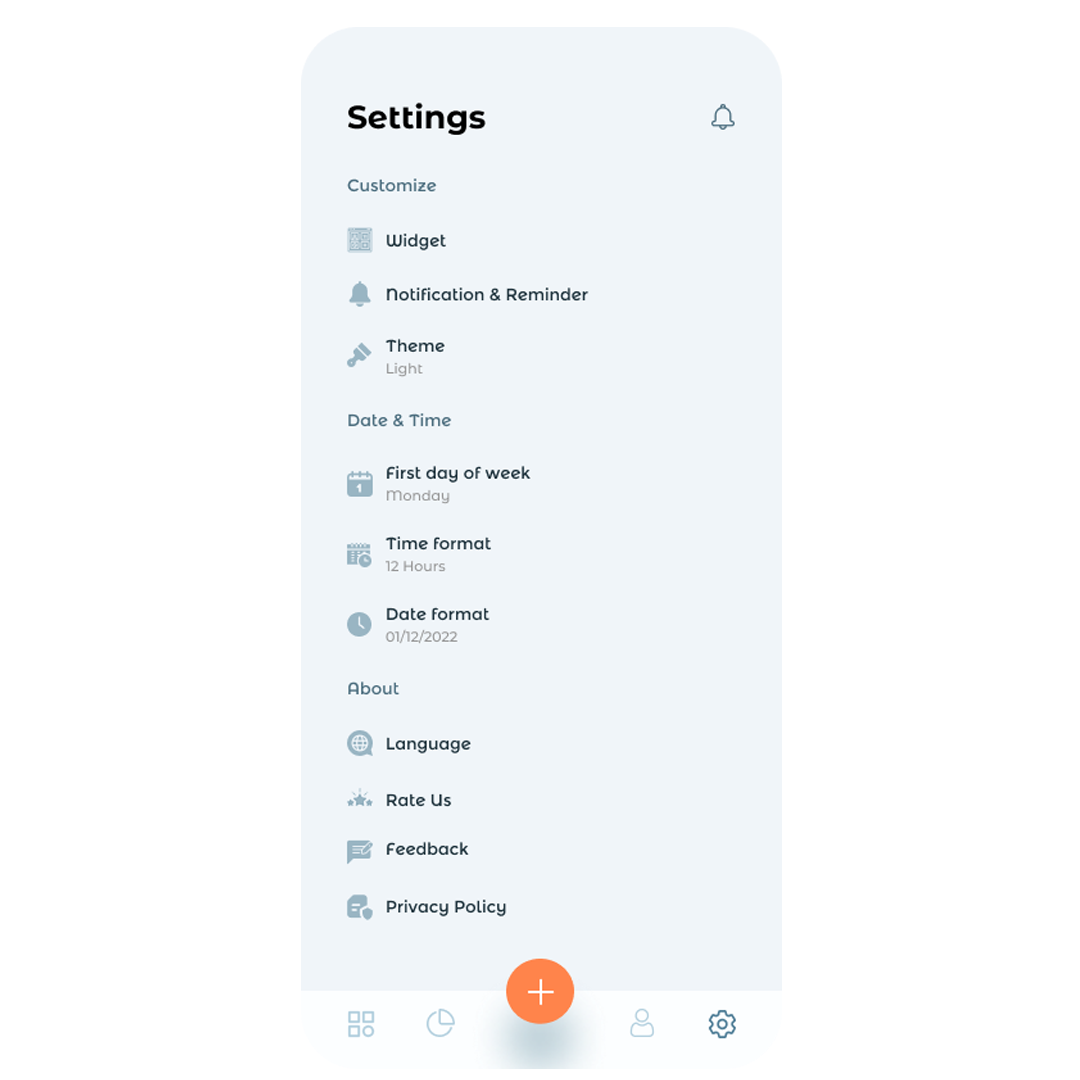 Settings
Customize
Widget
Notification & Reminder
Theme
Light
Date & Time
First day of week
Monday
1
Time format
12 Hours
Date format
01/12/2022
About
Language
Rate Us
Feedback
Privacy Policy